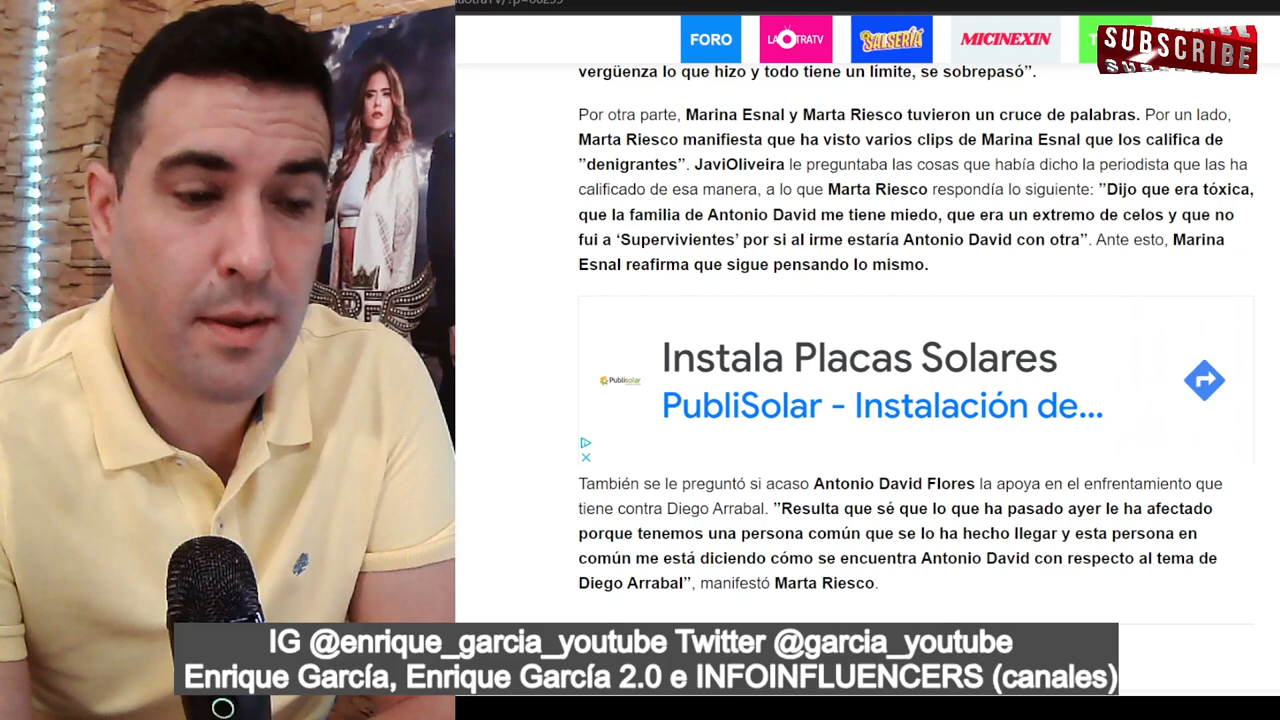 FORO
LA OTRATV
SALSERÍA
MICINEXIN
SUBSCRIBE
vergüenza lo que hizo y todo tiene un límite, se sobrepasó”.
Por otra parte, Marina Esnal y Marta Riesco tuvieron un cruce de palabras. Por un lado,
Marta Riesco manifiesta que ha visto varios clips de Marina Esnal que los califica de
”denigrantes”. JaviOliveira le preguntaba las cosas que había dicho la periodista que las ha
calificado de esa manera, a lo que Marta Riesco respondía lo siguiente: ”Dijo que era tóxica,
que la familia de Antonio David me tiene miedo, que era un extremo de celos y que no
fui a ‘Supervivientes’ por si al irme estaría Antonio David con otra”. Ante esto, Marina
Esnal reafirma que sigue pensando lo mismo.
Instala Placas Solares
Publisolar
PubliSolar - Instalación de...
También se le preguntó si acaso Antonio David Flores la apoya en el enfrentamiento que
tiene contra Diego Arrabal. ”Resulta que sé que lo que ha pasado ayer le ha afectado
porque tenemos una persona común que se lo ha hecho llegar y esta persona en
común me está diciendo cómo se encuentra Antonio David con respecto al tema de
Diego Arrabal”, manifestó Marta Riesco.
IG @enrique_garcia_youtube Twitter @garcia_youtube
Enrique García, Enrique García 2.0 e INFOINFLUENCERS (canales)